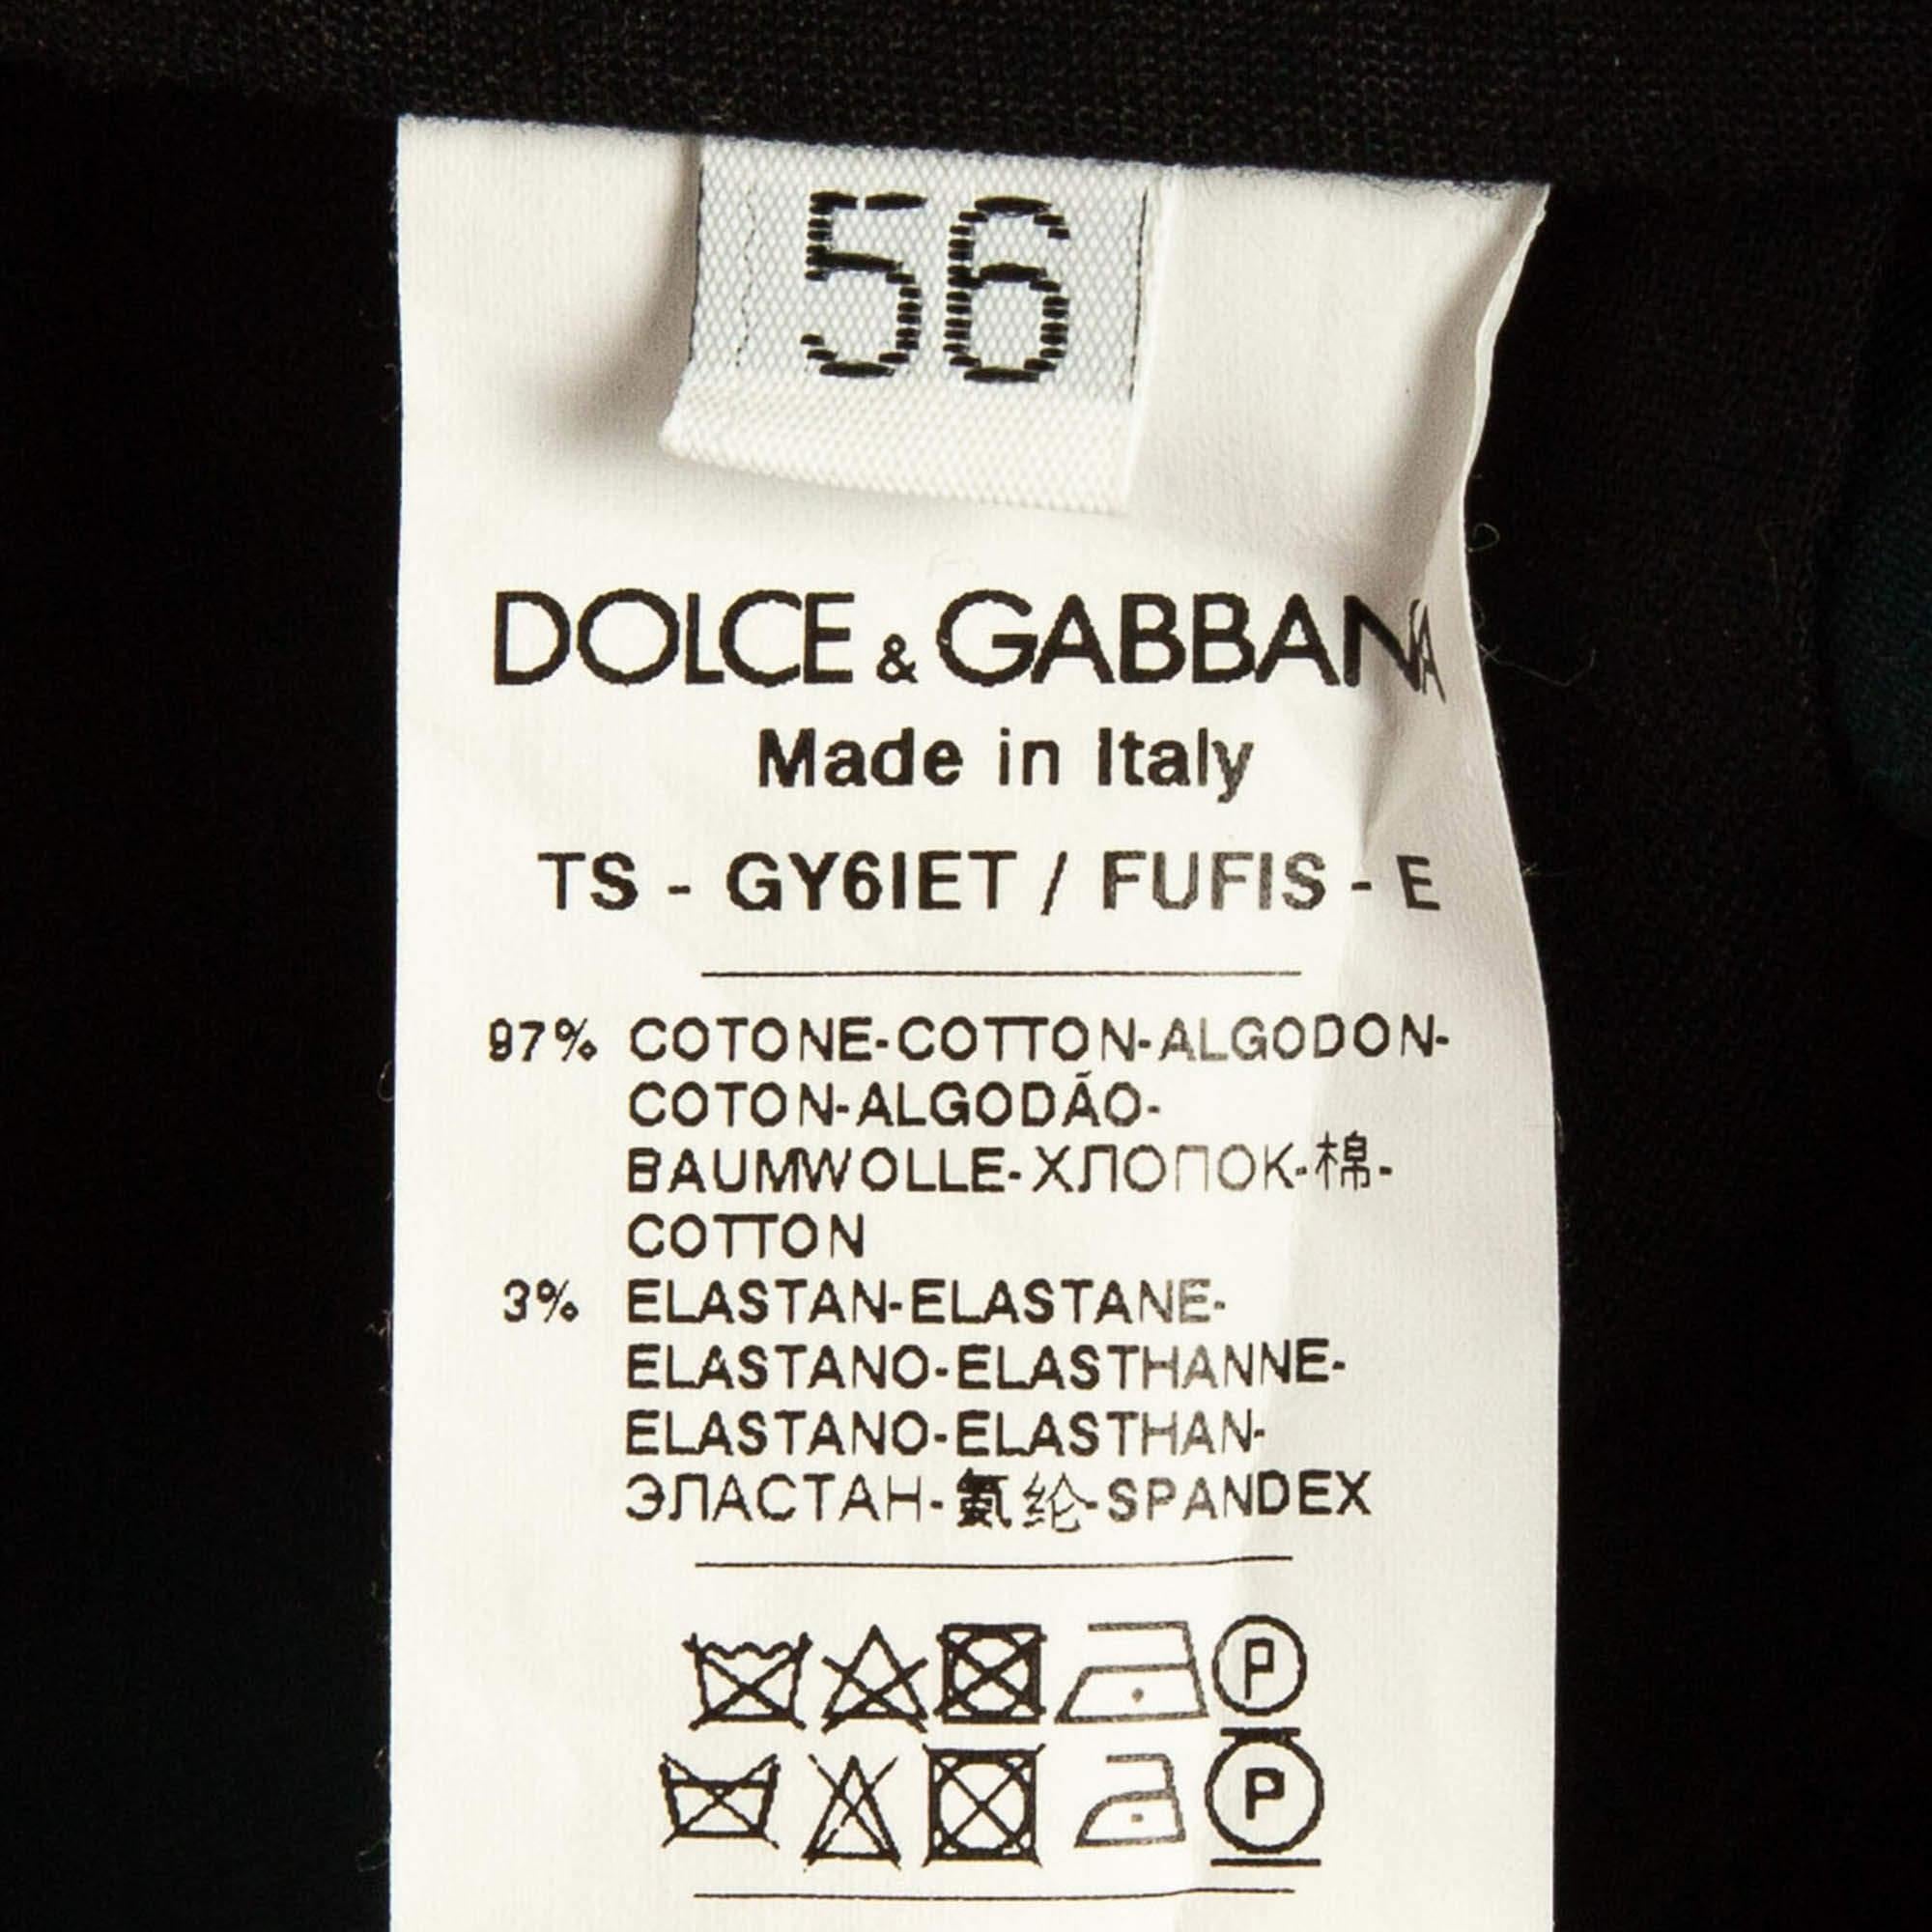 56
DOLCE & GABBANA
Made in Italy
TS - GY6IET / FUFIS - E
97% COTONE-COTTON-ALGODON-
COTON-ALGODÃO-
BAUMWOLLE-ХЛОПОК-棉-
COTTON
3% ELASTAN-ELASTANE-
ELASTANO-ELASTHANNE-
ELASTANO-ELASTHAN-
ЭЛАСТАН-氨纶-SPANDEX
P
P